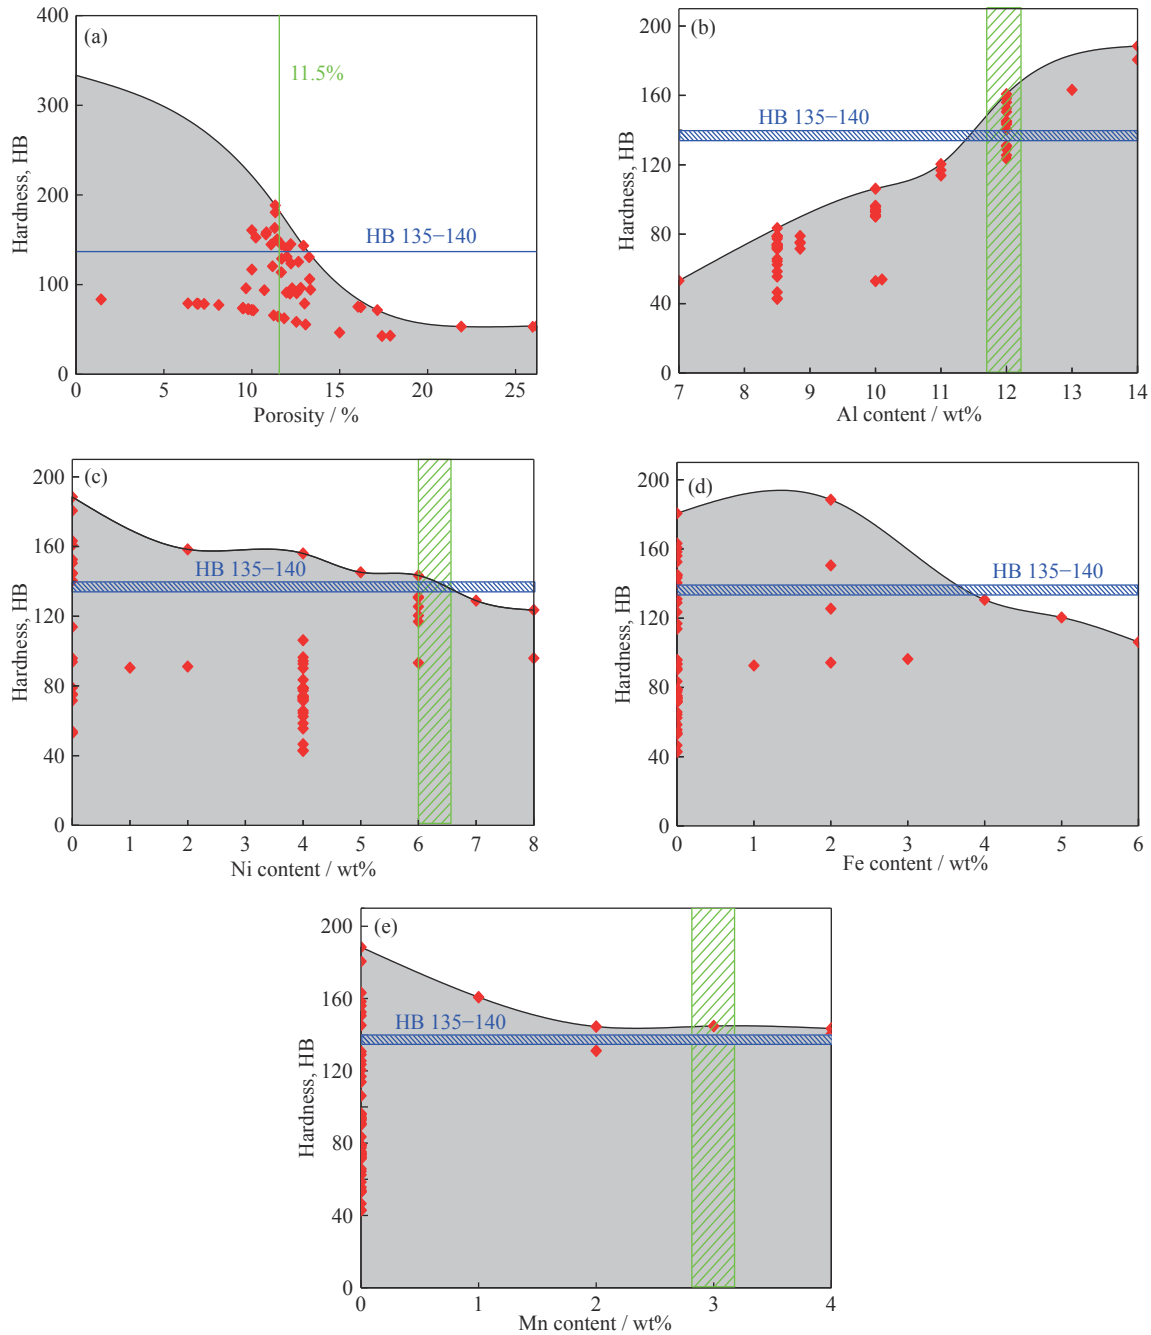 (a)
11.5%
HB 135−140
Hardness, HB
400
300
200
100
0
0 5 10 15 20 25
Porosity / %
(b)
HB 135−140
Hardness, HB
200
160
120
80
40
0
7 8 9 10 11 12 13 14
Al content / wt%
(c)
HB 135−140
Hardness, HB
200
160
120
80
40
0
0 1 2 3 4 5 6 7 8
Ni content / wt%
(d)
HB 135−140
Hardness, HB
200
160
120
80
40
0
0 1 2 3 4 5 6
Fe content / wt%
(e)
HB 135−140
Hardness, HB
200
160
120
80
40
0
0 1 2 3 4
Mn content / wt%